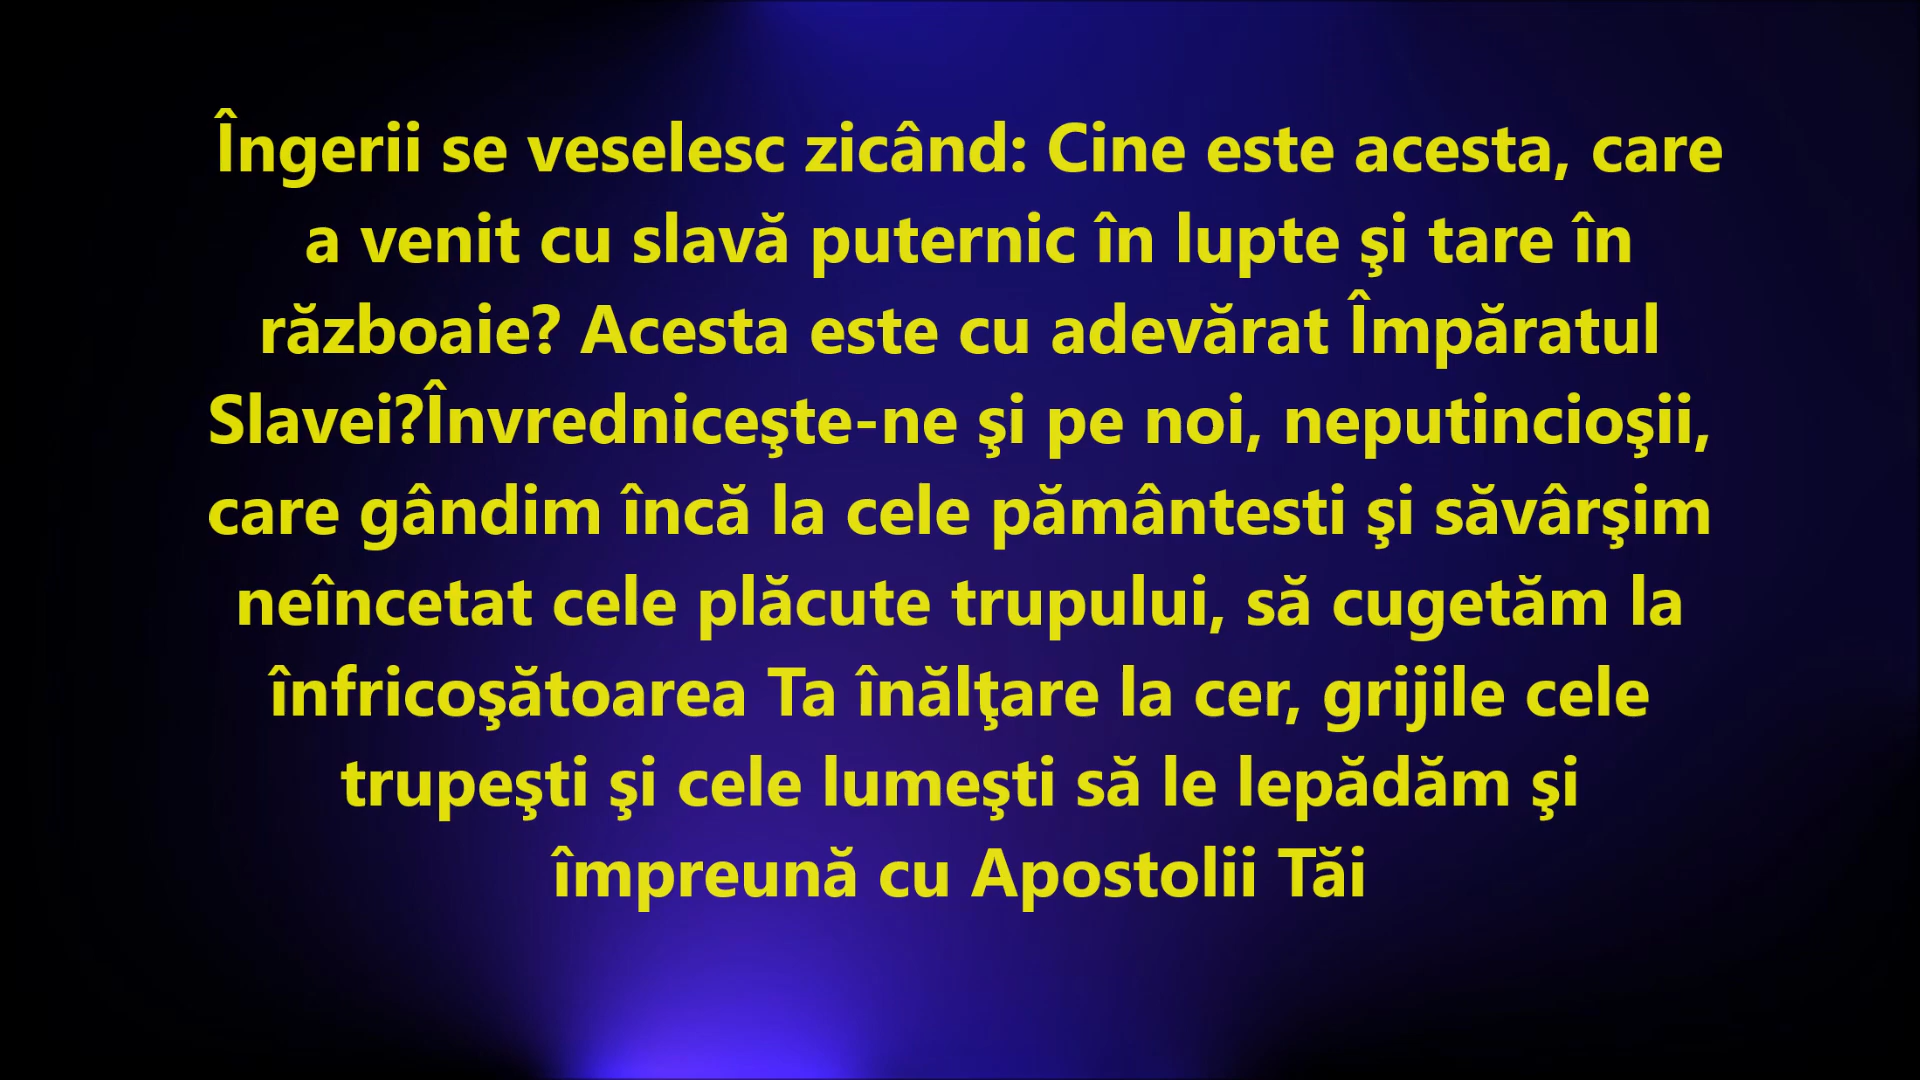 Îngerii se veselesc zicând: Cine este acesta, care
a venit cu slavă puternic în lupte şi tare în
războaie? Acesta este cu adevărat Împăratul
Slavei?Învredniceşte-ne şi pe noi, neputincioşii,
care gândim încă la cele pământesti şi săvârşim
neîncetat cele plăcute trupului, să cugetăm la
înfricoşătoarea Ta înălţare la cer, grijile cele
trupeşti şi cele lumeşti să le lepădăm şi
împreună cu Apostolii Tăi